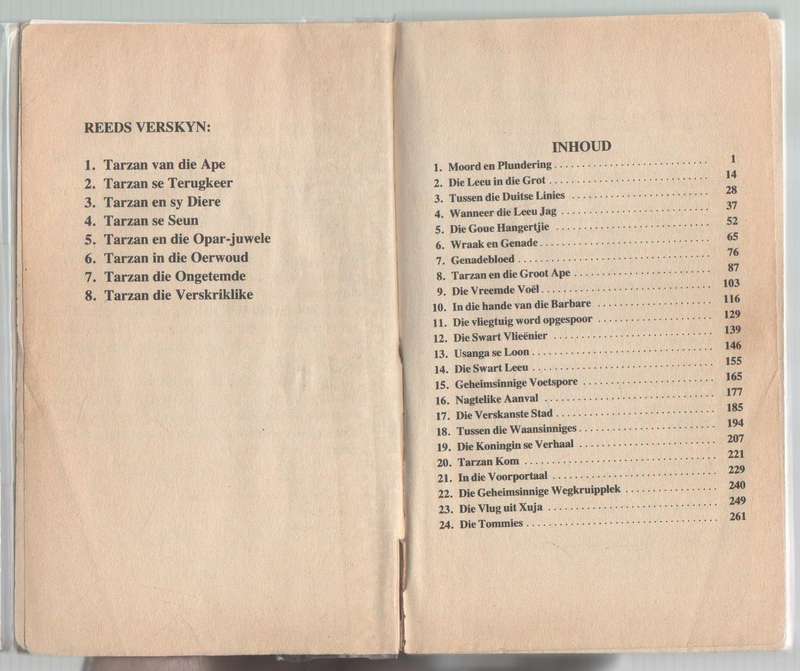 REEDS VERSKYN:
1. Tarzan van die Ape
2. Tarzan se Terugkeer
3. Tarzan en sy Diere
4. Tarzan se Seun
5. Tarzan en die Opar-juwele
6. Tarzan in die Oerwoud
7. Tarzan die Ongetemde
8. Tarzan die Verskriklike
INHOUD
1. Moord en Plundering 1
2. Die Leeu in die Grot 14
3. Tussen die Duitse Linies 28
4. Wanneer die Leeu Jag 37
5. Die Goue Hangertjie 52
6. Wraak en Genade 65
7. Genadebloed 76
8. Tarzan en die Groot Ape 87
9. Die Vreemde Voël 103
10. In die hande van die Barbare 116
11. Die vliegtuig word opgespoor 129
12. Die Swart Vlieënier 139
13. Usanga se Loon 146
14. Die Swart Leeu 155
15. Geheimsinnige Voetspore 165
16. Nagtelike Aanval 177
17. Die Verskanste Stad 185
18. Tussen die Waansinniges 194
19. Die Koningin se Verhaal 207
20. Tarzan Kom 221
21. In die Voorportaal 229
22. Die Geheimsinnige Wegkruipplek 240
23. Die Vlug uit Xuja 249
24. Die Tommies 261